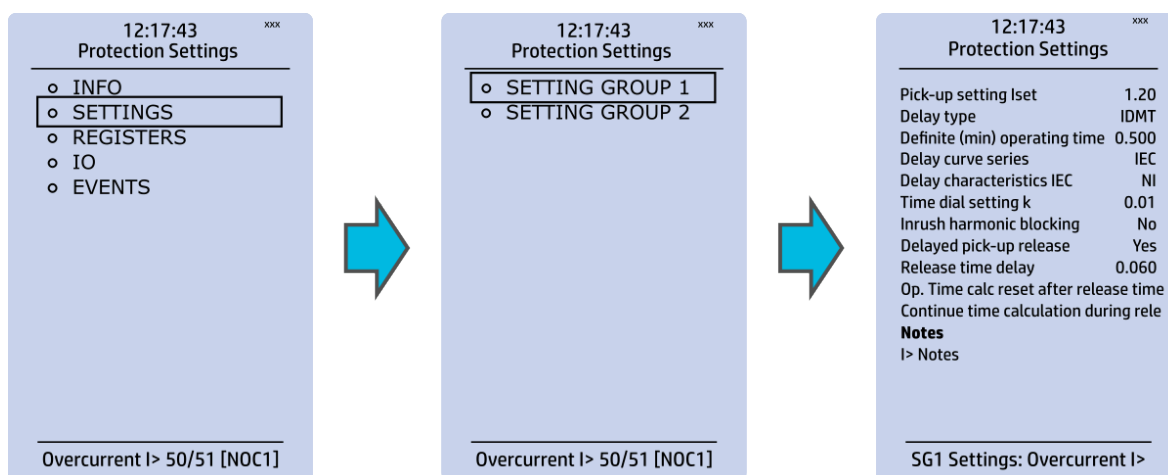 12:17:43 xxx
Protection Settings
INFO
SETTINGS
REGISTERS
IO
EVENTS
Overcurrent I> 50/51 [NOC1]
12:17:43 xxx
Protection Settings
SETTING GROUP 1
SETTING GROUP 2
Overcurrent I> 50/51 [NOC1]
12:17:43 xxx
Protection Settings
Pick-up setting Iset 1.20
Delay type IDMT
Definite (min) operating time 0.500
Delay curve series IEC
Delay characteristics IEC NI
Time dial setting k 0.01
Inrush harmonic blocking No
Delayed pick-up release Yes
Release time delay 0.060
Op. Time calc reset after release time
Continue time calculation during rele
Notes
I> Notes
SG1 Settings: Overcurrent I>